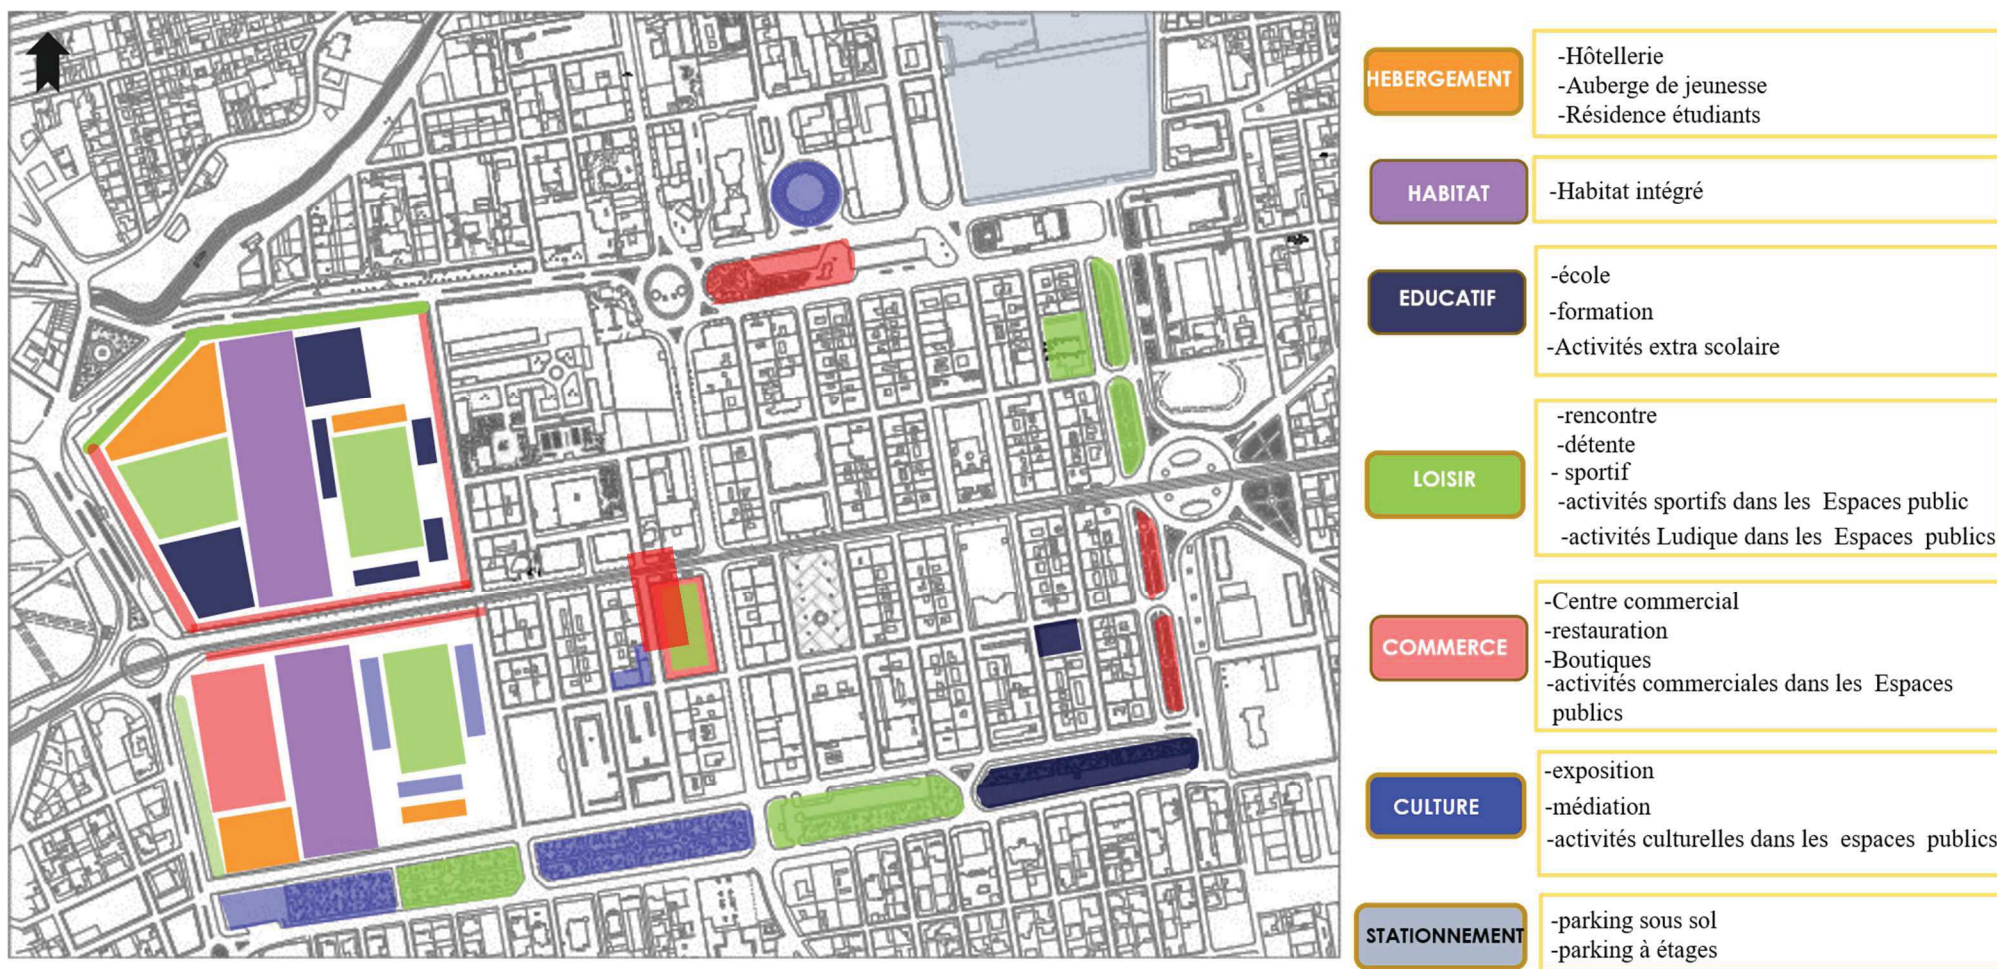 HEBERGEMENT
-Hôtellerie
-Auberge de jeunesse
-Résidence étudiants
HABITAT
-Habitat intégré
EDUCATIF
-école
-formation
-Activités extra scolaire
LOISIR
-rencontre
-détente
- sportif
-activités sportifs dans les Espaces public
-activités Ludique dans les Espaces publics
COMMERCE
-Centre commercial
-restauration
-Boutiques
-activités commerciales dans les Espaces
publics
CULTURE
-exposition
-médiation
-activités culturelles dans les espaces publics
STATIONNEMENT
-parking sous sol
-parking à étages